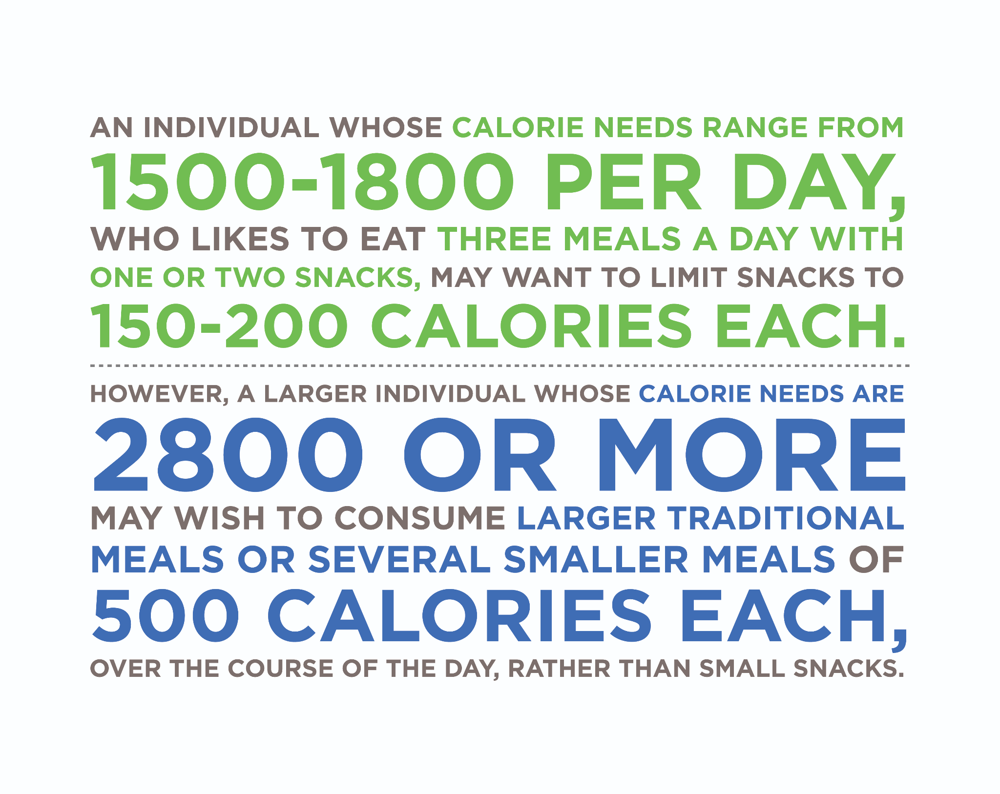 AN INDIVIDUAL WHOSE CALORIE NEEDS RANGE FROM
1500-1800 PER DAY,
WHO LIKES TO EAT THREE MEALS A DAY WITH
ONE OR TWO SNACKS, MAY WANT TO LIMIT SNACKS TO
150-200 CALORIES EACH.
HOWEVER, A LARGER INDIVIDUAL WHOSE CALORIE NEEDS ARE
2800 OR MORE
MAY WISH TO CONSUME LARGER TRADITIONAL
MEALS OR SEVERAL SMALLER MEALS OF
500 CALORIES EACH,
OVER THE COURSE OF THE DAY, RATHER THAN SMALL SNACKS.